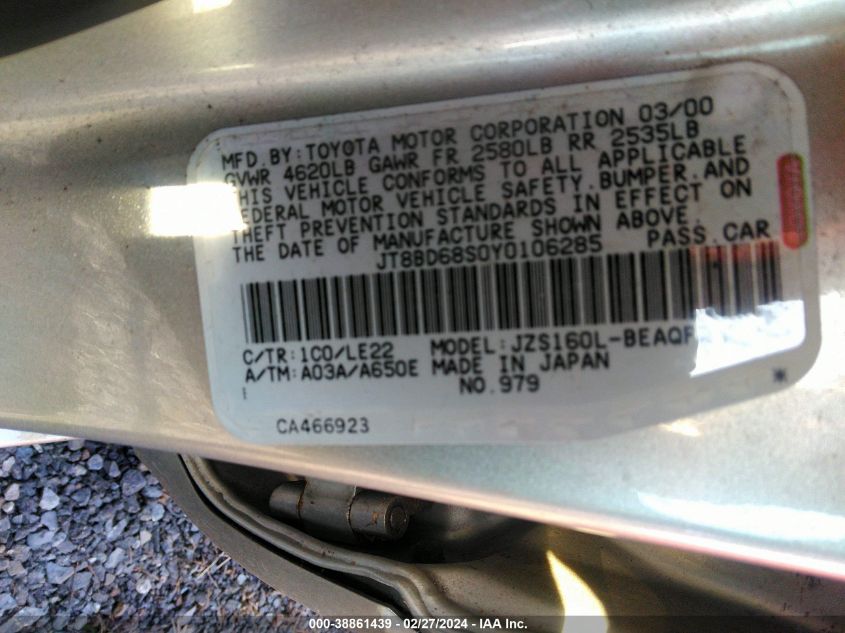 MFD.BY:TOYOTA MOTOR CORPORATION 03/00
GVWR 4620LB GAWR FR 2580LB RR 2535LB
THIS VEHICLE CONFORMS TO ALL APPLICABLE
FEDERAL MOTOR VEHICLE SAFETY,BUMPER,AND
THEFT PREVENTION STANDARDS IN EFFECT ON
THE DATE OF MANUFACTURE SHOWN ABOVE.
JT8BD68S0Y0106285 PASS.CAR
C/TR:1C0/LE22 MODEL:JZS160L-BEAQF
A/TM:A03A/A650E MADE IN JAPAN
NO.979
CA466923
000-38861439 - 02/27/2024 - IAA Inc.